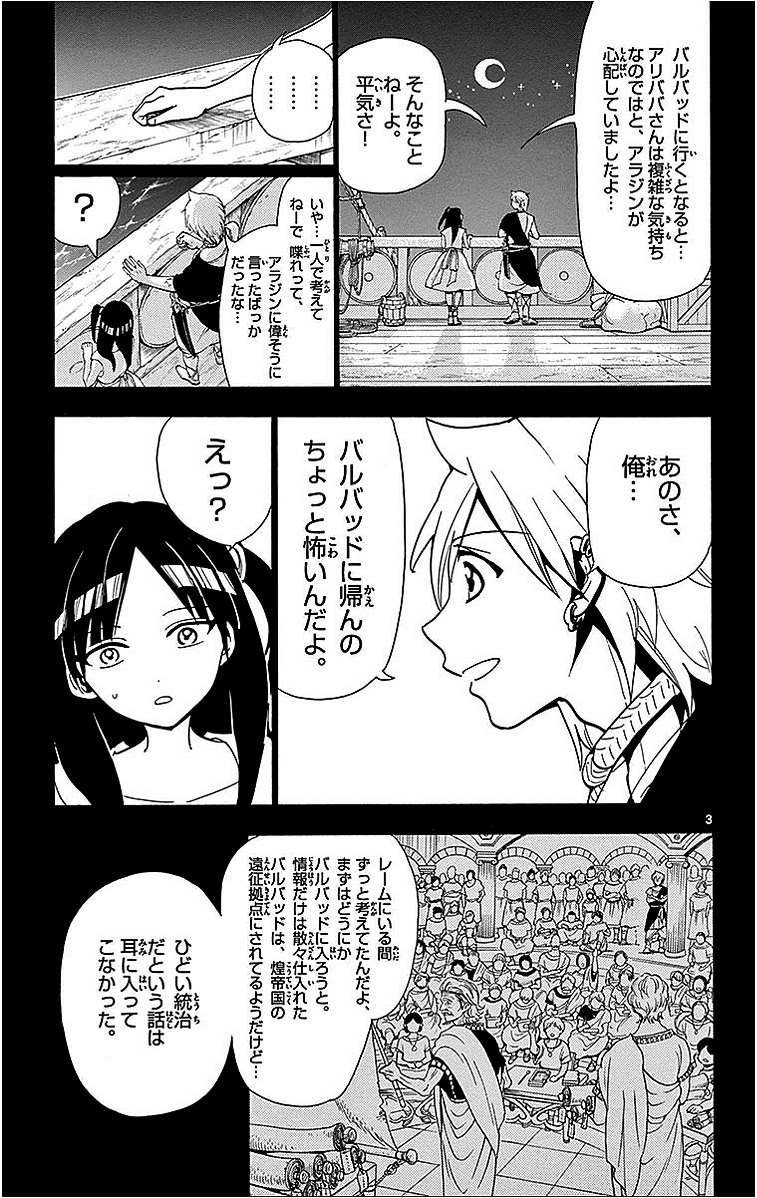 バルバッドに行くとなると…
アリババさんは複雑な気持ち
なのではと、アラジンが
心配していましたよ…
そんなこと
ねーよ。
平気さ！
………
………
いや…一人で考えて
ねーで喋れって、
アラジンに偉そうに
言ったばっか
だったな…
？
あのさ、
俺…
バルバッドに帰んの
ちょっと怖いんだよ。
えっ？
3
レームにいる間
ずっと考えてたんだよ、
まずはどうにか
バルバッドに入ろうと。
情報だけは散々仕入れた
バルバッドは、煌帝国の
遠征拠点にされてるようだけど…
ひどい統治
だという話は
耳に入って
こなかった。